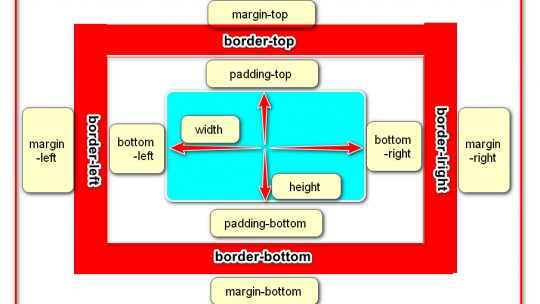 margin-top
border-top
padding-top
margin
-left
border-left
bottom
-left
width
bottom
-right
border-lright
margin
-right
height
padding-bottom
border-bottom
margin-bottom